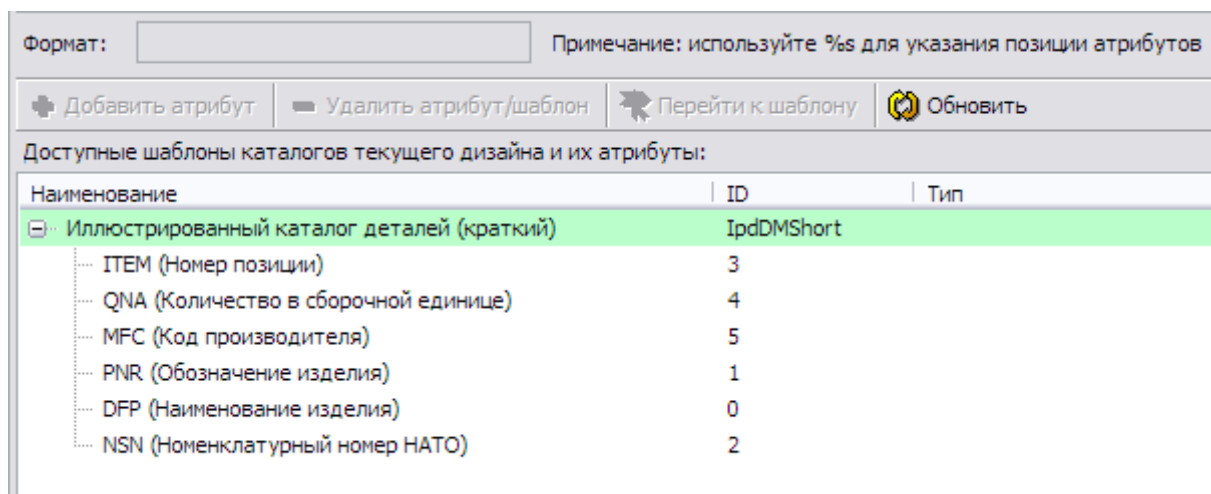 Формат: Примечание: используйте %s для указания позиции атрибутов
Добавить атрибут Удалить атрибут/шаблон Перейти к шаблону Обновить
Доступные шаблоны каталогов текущего дизайна и их атрибуты:
Наименование ID Тип
Иллюстрированный каталог деталей (краткий) IpdDMShort
ITEM (Номер позиции) 3
QNA (Количество в сборочной единице) 4
MFC (Код производителя) 5
PNR (Обозначение изделия) 1
DFP (Наименование изделия) 0
NSN (Номенклатурный номер НАТО) 2